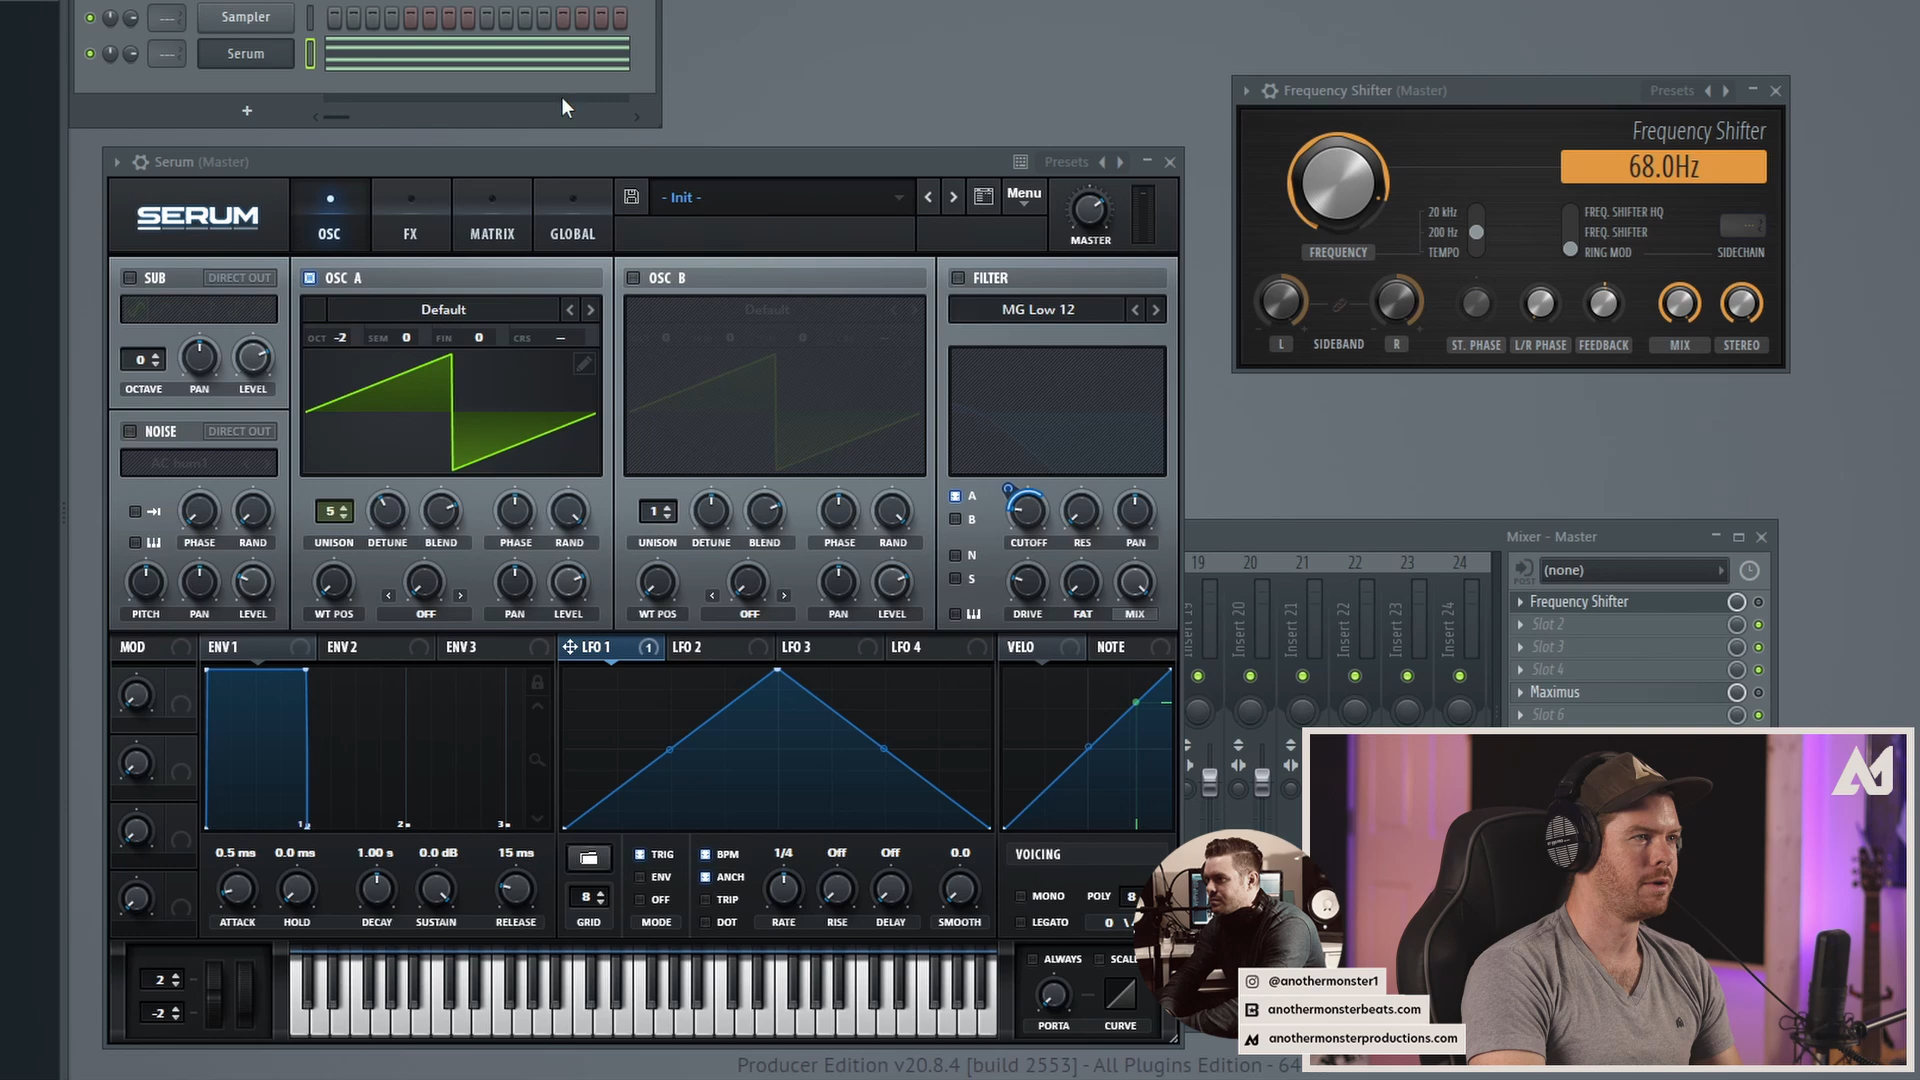 Sampler
Serum
+
Serum (Master)
Presets
SERUM
OSC
FX
MATRIX
GLOBAL
- Init -
Menu
MASTER
SUB
DIRECT OUT
OSC A
OSC B
FILTER
Default
Default
MG Low 12
OCT -2
SEM 0
FIN 0
CRS --
0
OCTAVE
PAN
LEVEL
NOISE
DIRECT OUT
AC hum1
PHASE
RAND
PITCH
PAN
LEVEL
5
UNISON
DETUNE
BLEND
PHASE
RAND
WT POS
OFF
PAN
LEVEL
1
UNISON
DETUNE
BLEND
PHASE
RAND
WT POS
OFF
PAN
LEVEL
A
B
N
S
CUTOFF
RES
PAN
DRIVE
FAT
MIX
MOD
ENV 1
ENV 2
ENV 3
LFO 1
1
LFO 2
LFO 3
LFO 4
VELO
NOTE
1
2
3
0.5 ms
0.0 ms
1.00 s
0.0 dB
15 ms
ATTACK
HOLD
DECAY
SUSTAIN
RELEASE
8
GRID
TRIG
ENV
OFF
MODE
BPM
ANCH
TRIP
DOT
1/4
Off
Off
0.0
RATE
RISE
DELAY
SMOOTH
VOICING
MONO
POLY
8
LEGATO
0
ALWAYS
PORTA
CURVE
2
-2
Frequency Shifter (Master)
Presets
Frequency Shifter
68.0Hz
FREQUENCY
20 kHz
200 Hz
TEMPO
FREQ. SHIFTER HQ
FREQ. SHIFTER
RING MOD
SIDECHAIN
L
SIDEBAND
R
ST. PHASE
L/R PHASE
FEEDBACK
MIX
STEREO
19
20
21
22
23
24
Insert 20
Insert 21
Insert 22
Insert 23
Insert 24
Mixer - Master
POST
(none)
Frequency Shifter
Slot 2
Slot 3
Slot 4
Maximus
Slot 6
@anothermonster1
anothermonsterbeats.com
anothermonsterproductions.com
Producer Edition v20.8.4 [build 2553] - All Plugins Edition - 64